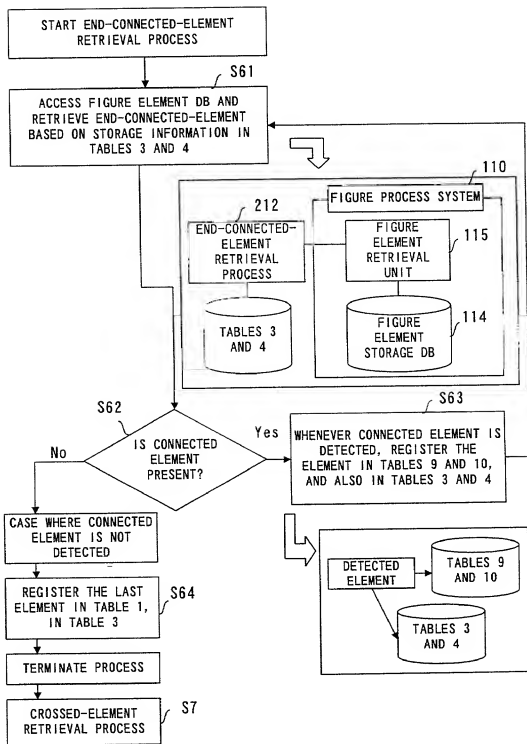 START END-CONNECTED-ELEMENT
RETRIEVAL PROCESS
S61
ACCESS FIGURE ELEMENT DB AND
RETRIEVE END-CONNECTED-ELEMENT
BASED ON STORAGE INFORMATION IN
TABLES 3 AND 4
110
FIGURE PROCESS SYSTEM
212
END-CONNECTED-
ELEMENT
RETRIEVAL
PROCESS
FIGURE
ELEMENT
RETRIEVAL
UNIT
115
TABLES 3
AND 4
FIGURE
ELEMENT
STORAGE DB
114
S62
IS CONNECTED
ELEMENT
PRESENT?
No
Yes
S63
WHENEVER CONNECTED ELEMENT IS
DETECTED, REGISTER THE
ELEMENT IN TABLES 9 AND 10,
AND ALSO IN TABLES 3 AND 4
CASE WHERE CONNECTED
ELEMENT IS NOT
DETECTED
DETECTED ELEMENT
TABLES 9
AND 10
TABLES 3
AND 4
REGISTER THE LAST
ELEMENT IN TABLE 1,
IN TABLE 3
S64
TERMINATE PROCESS
CROSSED-ELEMENT
RETRIEVAL PROCESS
S7